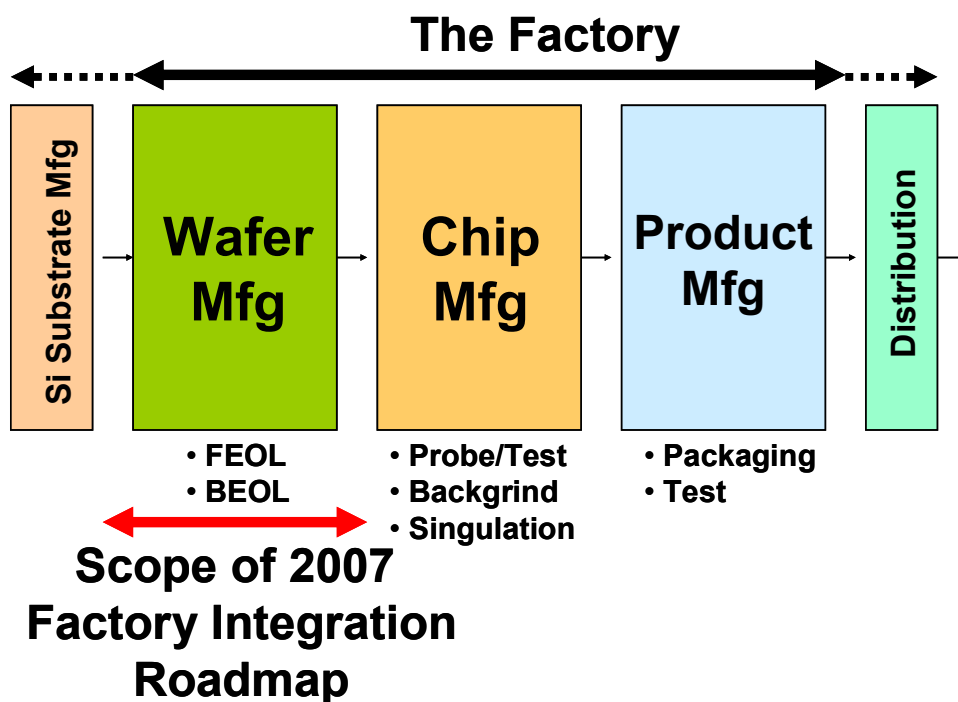 The Factory
Si Substrate Mfg
Wafer
Mfg
Chip
Mfg
Product
Mfg
Distribution
• FEOL
• BEOL
• Probe/Test
• Backgrind
• Singulation
• Packaging
• Test
Scope of 2007
Factory Integration
Roadmap